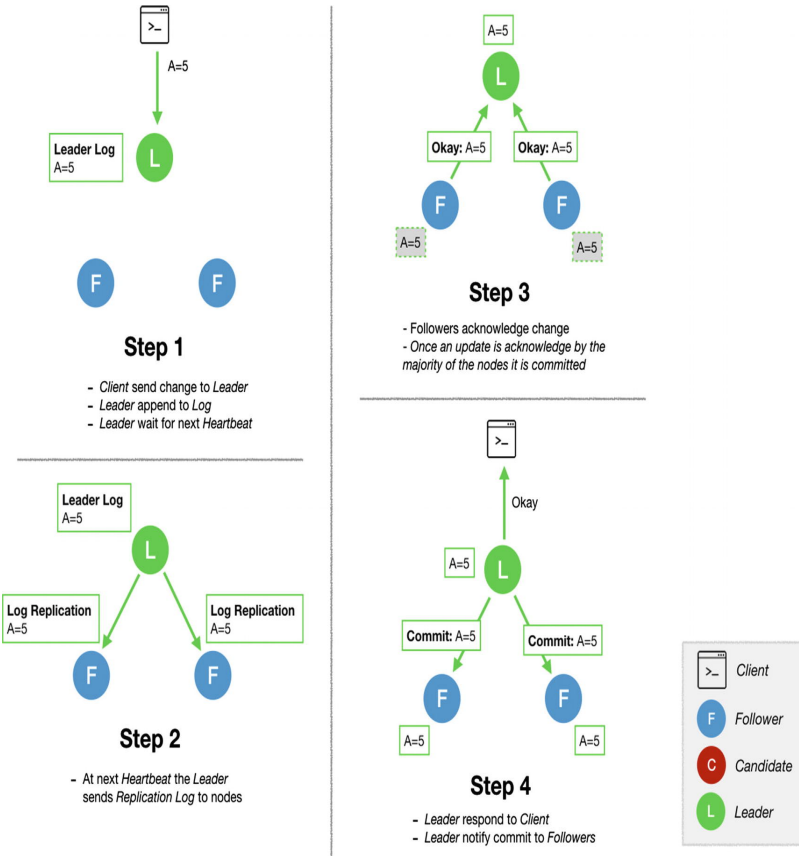 >_
A=5
Leader Log
A=5
L
F
F
Step 1
- Client send change to Leader
- Leader append to Log
- Leader wait for next Heartbeat
Leader Log
A=5
L
Log Replication
A=5
Log Replication
A=5
F
F
Step 2
- At next Heartbeat the Leader
sends Replication Log to nodes
A=5
L
Okay: A=5
Okay: A=5
F
F
A=5
A=5
Step 3
- Followers acknowledge change
- Once an update is acknowledge by the
majority of the nodes it is committed
>_
Okay
A=5
L
Commit: A=5
Commit: A=5
F
F
A=5
A=5
Step 4
- Leader respond to Client
- Leader notify commit to Followers
>_ Client
F Follower
C Candidate
L Leader